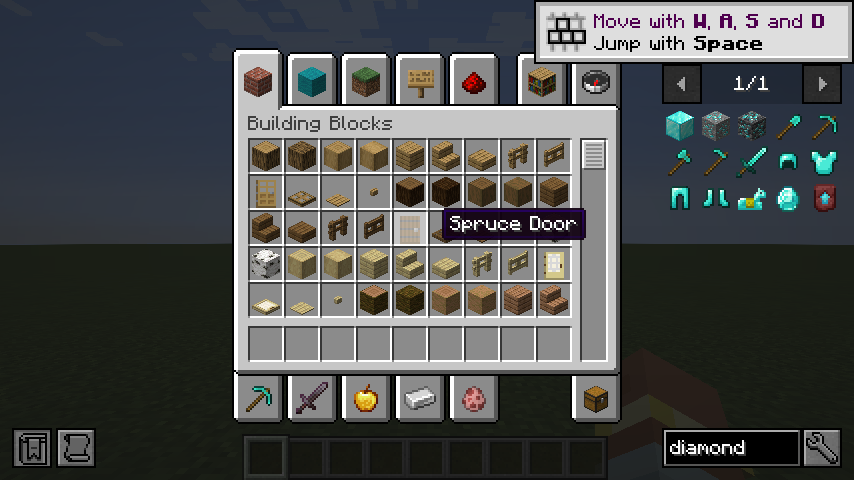 Move with W, A, S and D
Jump with Space
1/1
Building Blocks
Spruce Door
diamond